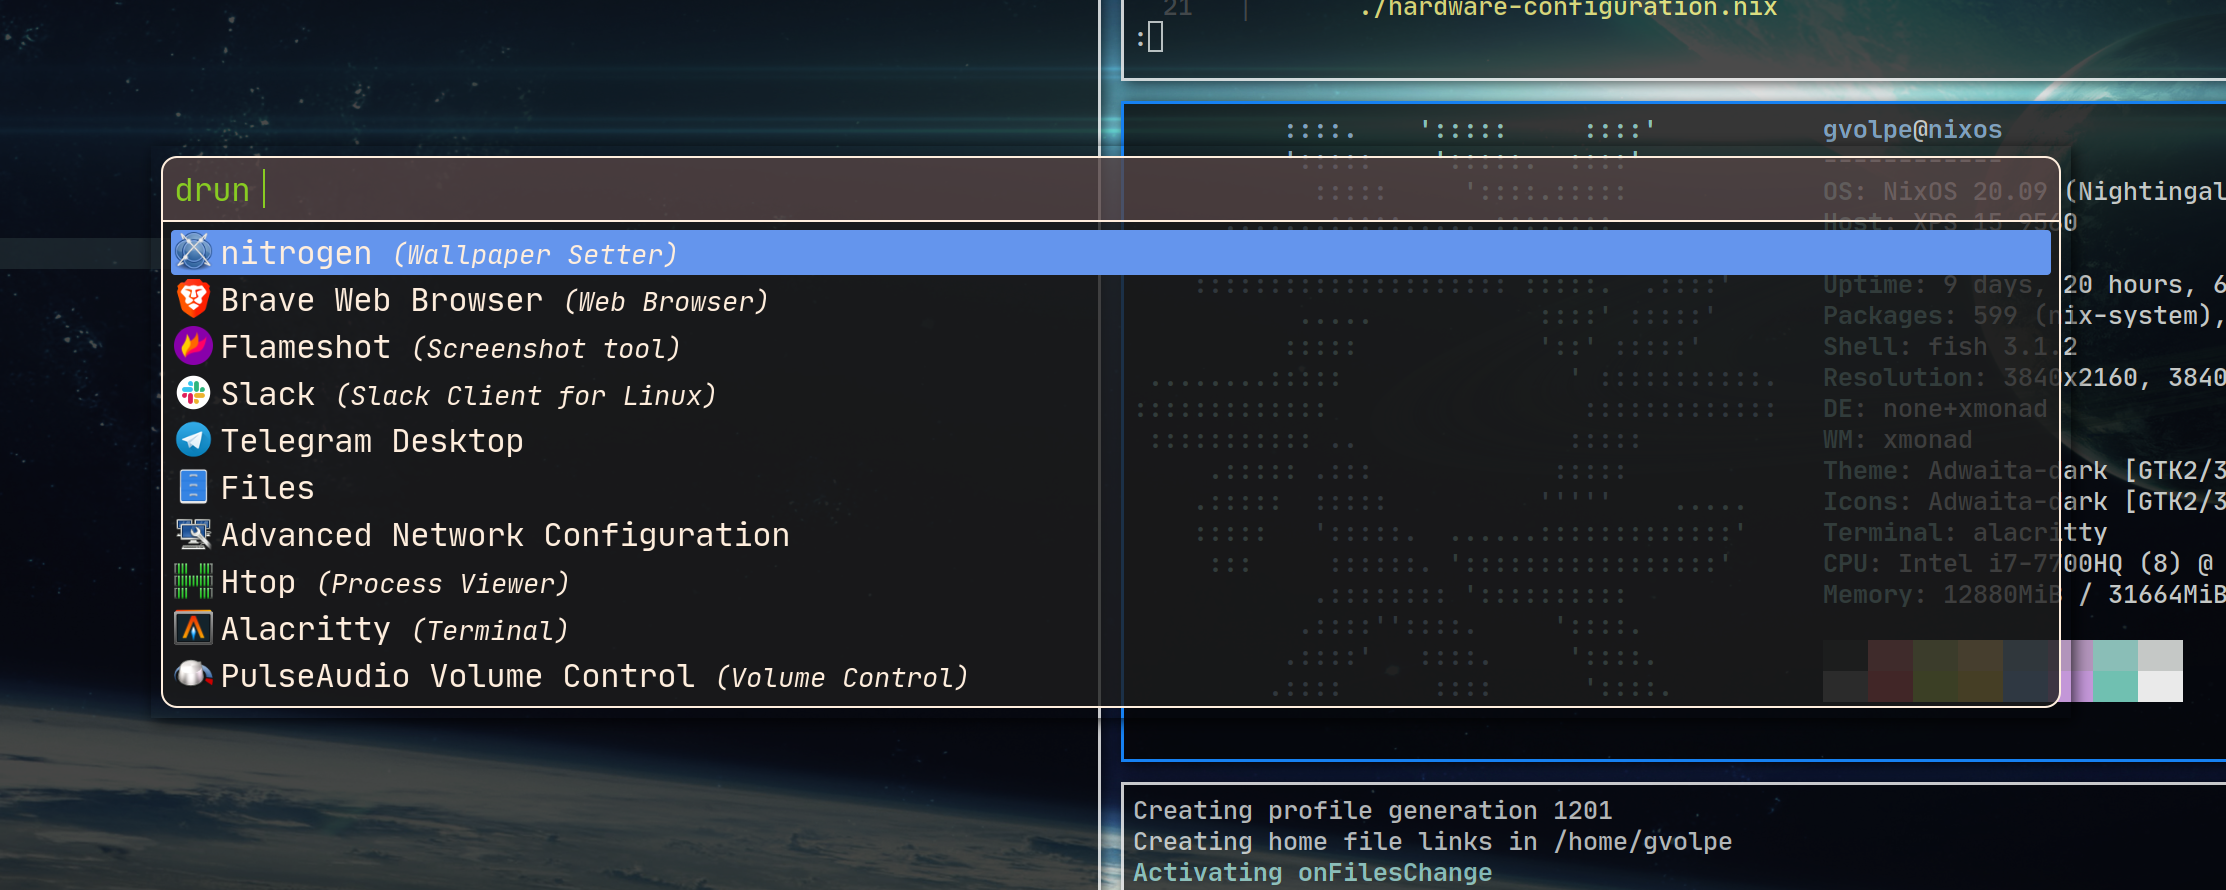 21 | ./hardware-configuration.nix
:
gvolpe@nixos
------------
drun
OS: NixOS 20.09 (Nightingal
Host: XPS 15 9560
nitrogen (Wallpaper Setter)
Brave Web Browser (Web Browser)
Uptime: 9 days, 20 hours, 6
Packages: 599 (nix-system),
Flameshot (Screenshot tool)
Shell: fish 3.1.2
Slack (Slack Client for Linux)
Resolution: 3840x2160, 3840
DE: none+xmonad
Telegram Desktop
WM: xmonad
Files
Theme: Adwaita-dark [GTK2/3
Icons: Adwaita-dark [GTK2/3
Advanced Network Configuration
Terminal: alacritty
Htop (Process Viewer)
CPU: Intel i7-7700HQ (8) @
Memory: 12880MiB / 31664MiB
Alacritty (Terminal)
PulseAudio Volume Control (Volume Control)
Creating profile generation 1201
Creating home file links in /home/gvolpe
Activating onFilesChange